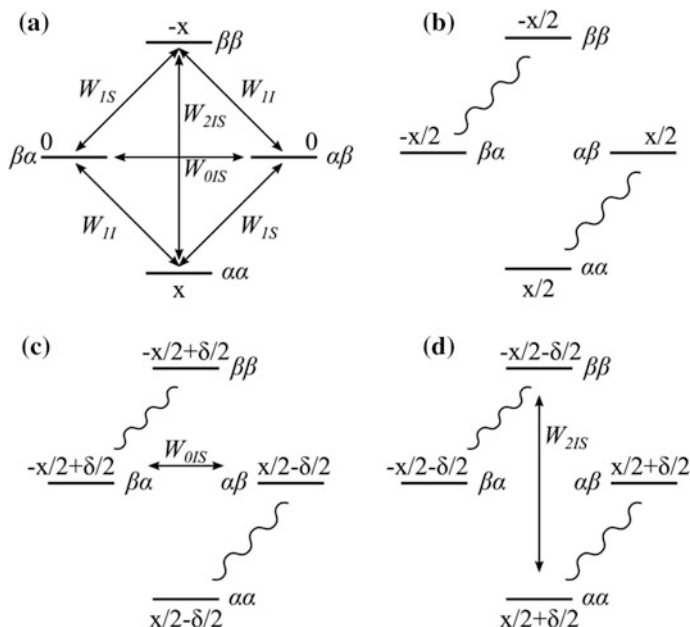 (a)
-x
ββ
W1S
W1I
W2IS
0
0
βα
αβ
W0IS
W1I
W1S
αα
x
(b)
-x/2
ββ
-x/2
x/2
βα
αβ
αα
x/2
(c)
-x/2+δ/2
ββ
W0IS
-x/2+δ/2
x/2-δ/2
βα
αβ
αα
x/2-δ/2
(d)
-x/2-δ/2
ββ
W2IS
-x/2-δ/2
x/2+δ/2
βα
αβ
αα
x/2+δ/2